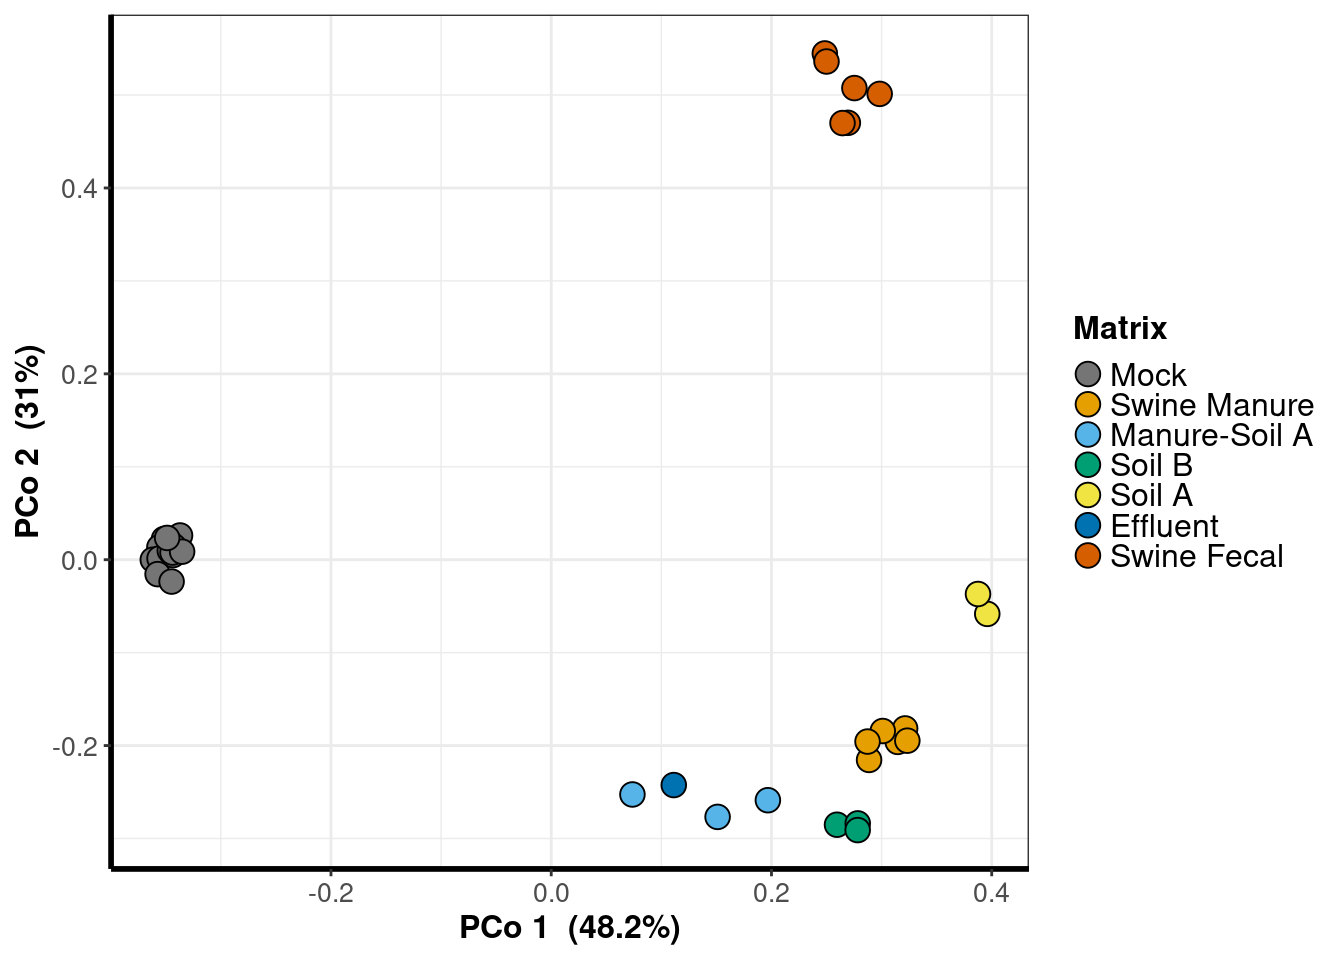 PCo 2 (31%)
0.4
0.2
0.0
-0.2
-0.2
0.0
0.2
0.4
PCo 1 (48.2%)
Matrix
Mock
Swine Manure
Manure-Soil A
Soil B
Soil A
Effluent
Swine Fecal